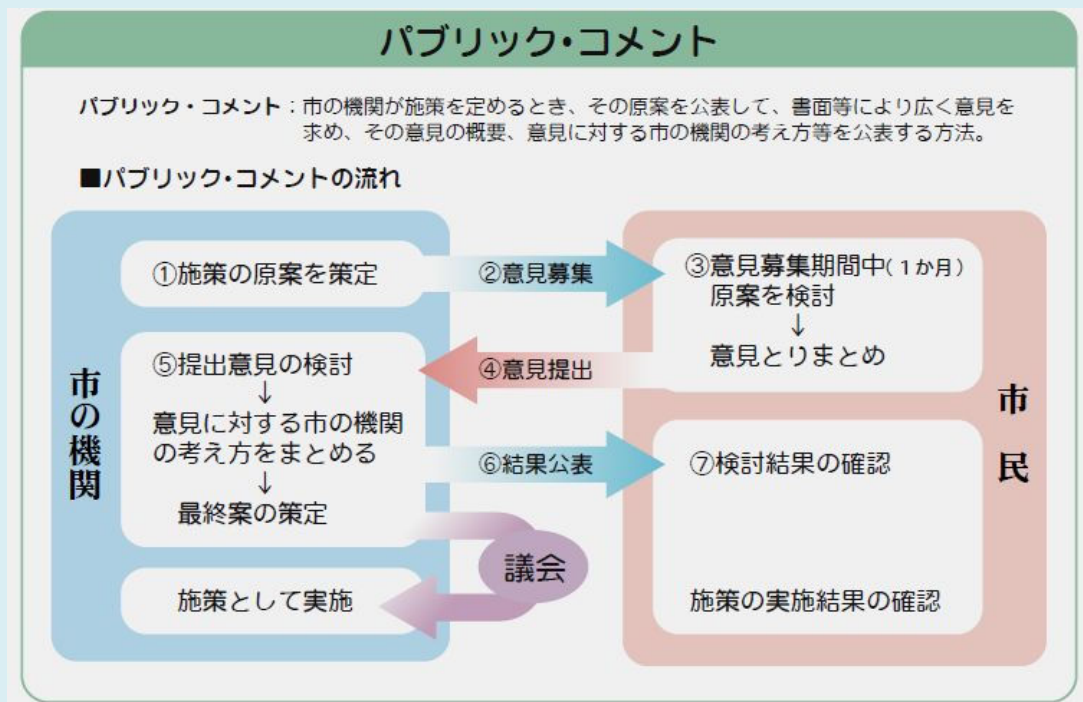 パブリック・コメント
パブリック・コメント：市の機関が施策を定めるとき、その原案を公表して、書面等により広く意見を
求め、その意見の概要、意見に対する市の機関の考え方等を公表する方法。
■パブリック・コメントの流れ
市の機関
①施策の原案を策定
②意見募集
③意見募集期間中（１か月）
原案を検討
↓
意見とりまとめ
④意見提出
⑤提出意見の検討
↓
意見に対する市の機関
の考え方をまとめる
↓
最終案の策定
⑥結果公表
⑦検討結果の確認
議会
施策として実施
施策の実施結果の確認
市民